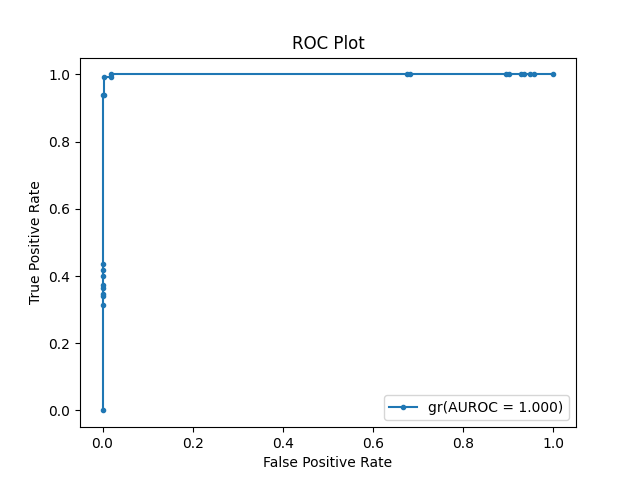 ROC Plot
True Positive Rate
1.0
0.8
0.6
0.4
0.2
0.0
0.0 0.2 0.4 0.6 0.8 1.0
False Positive Rate
gr(AUROC = 1.000)